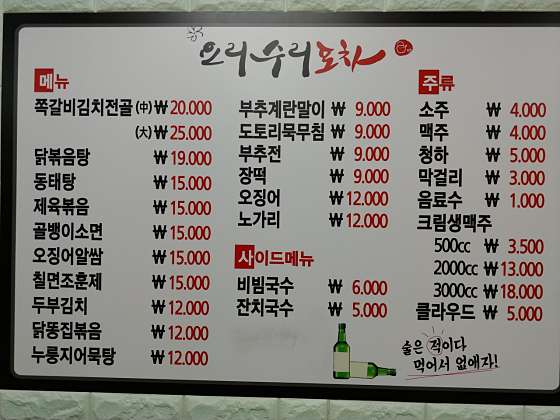 요리수리포차
메뉴
쪽갈비김치전골 (中) ₩ 20.000
(大) ₩ 25.000
닭볶음탕 ₩ 19.000
동태탕 ₩ 15.000
제육볶음 ₩ 15.000
골뱅이소면 ₩ 15.000
오징어알쌈 ₩ 15.000
칠면조훈제 ₩ 15.000
두부김치 ₩ 12.000
닭똥집볶음 ₩ 12.000
누룽지어묵탕 ₩ 12.000
부추계란말이 ₩ 9.000
도토리묵무침 ₩ 9.000
부추전 ₩ 9.000
장떡 ₩ 9.000
오징어 ₩ 12.000
노가리 ₩ 12.000
사이드메뉴
비빔국수 ₩ 6.000
잔치국수 ₩ 5.000
주류
소주 ₩ 4.000
맥주 ₩ 4.000
청하 ₩ 5.000
막걸리 ₩ 3.000
음료수 ₩ 1.000
크림생맥주
500cc ₩ 3.500
2000cc ₩ 13.000
3000cc ₩ 18.000
클라우드 ₩ 5.000
술은 적이다
먹어서 없애자!